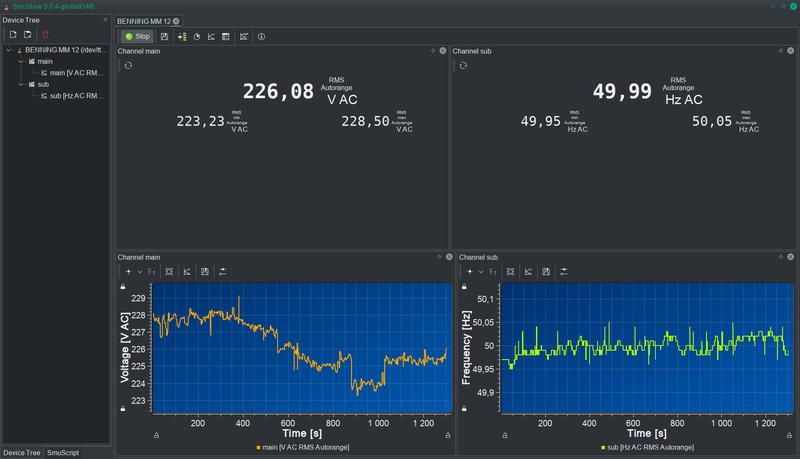 SmuView 0.0.4-git-6e934f0
Device Tree
BENNING MM 12
Stop
BENNING MM 12 (/dev/tt...
main
main [V AC RM...
sub
sub [Hz AC RM...
Channel main
226,08
RMS
Autorange
V AC
223,23
RMS
min
Autorange
V AC
228,50
RMS
max
Autorange
V AC
Channel sub
49,99
RMS
Autorange
Hz AC
49,95
RMS
min
Autorange
Hz AC
50,05
RMS
max
Autorange
Hz AC
Channel main
Voltage [V AC]
229
228
227
226
225
224
223
200
400
600
800
1 000
1 200
Time [s]
main [V AC RMS Autorange]
Channel sub
Frequency [Hz]
50,1
50,05
50
49,95
49,9
200
400
600
800
1 000
1 200
Time [s]
sub [Hz AC RMS Autorange]
Device Tree
SmuScript